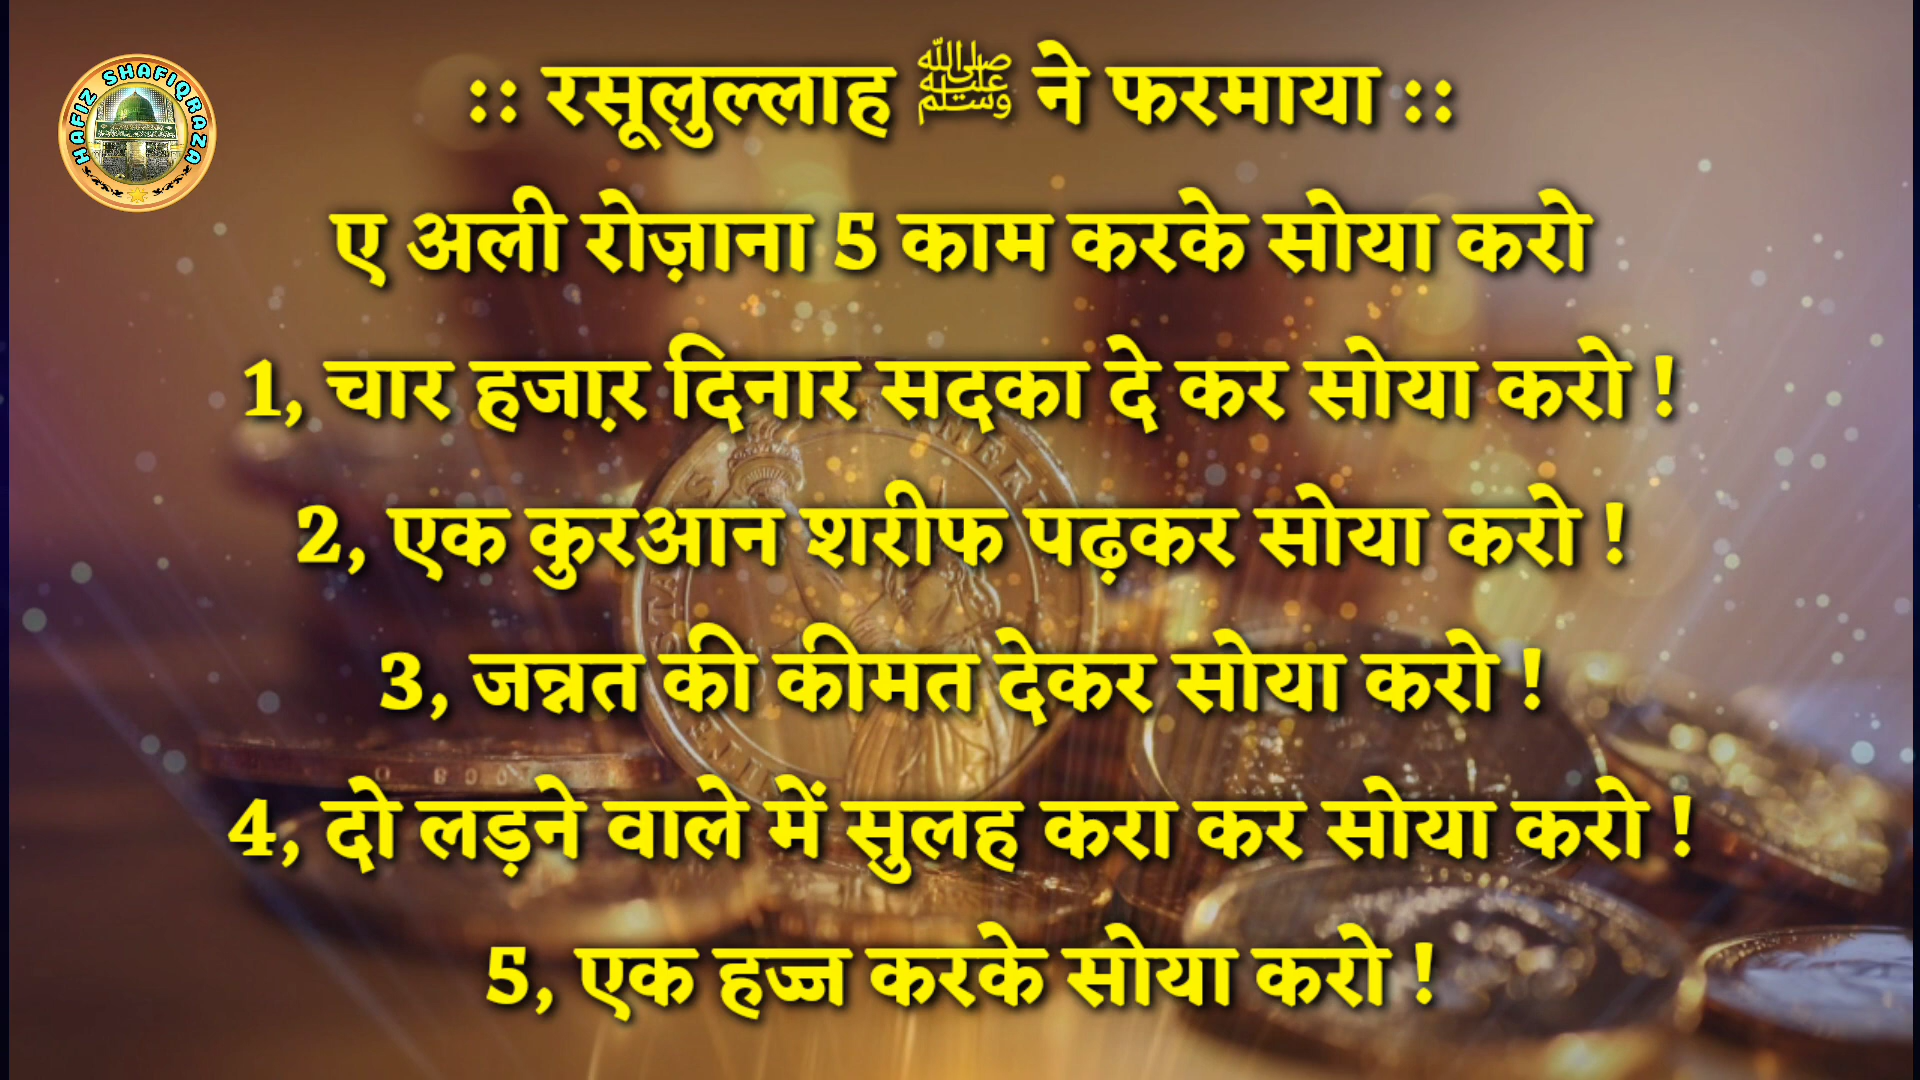 HAFIZ SHAFIQRAZA
:: रसूलुल्लाह ﷺ ने फरमाया ::
ए अली रोज़ाना 5 काम करके सोया करो
1, चार हजा़र दिनार सदका दे कर सोया करो !
2, एक कुरआन शरीफ पढ़कर सोया करो !
3, जन्नत की कीमत देकर सोया करो !
4, दो लड़ने वाले में सुलह करा कर सोया करो !
5, एक हज्ज करके सोया करो !